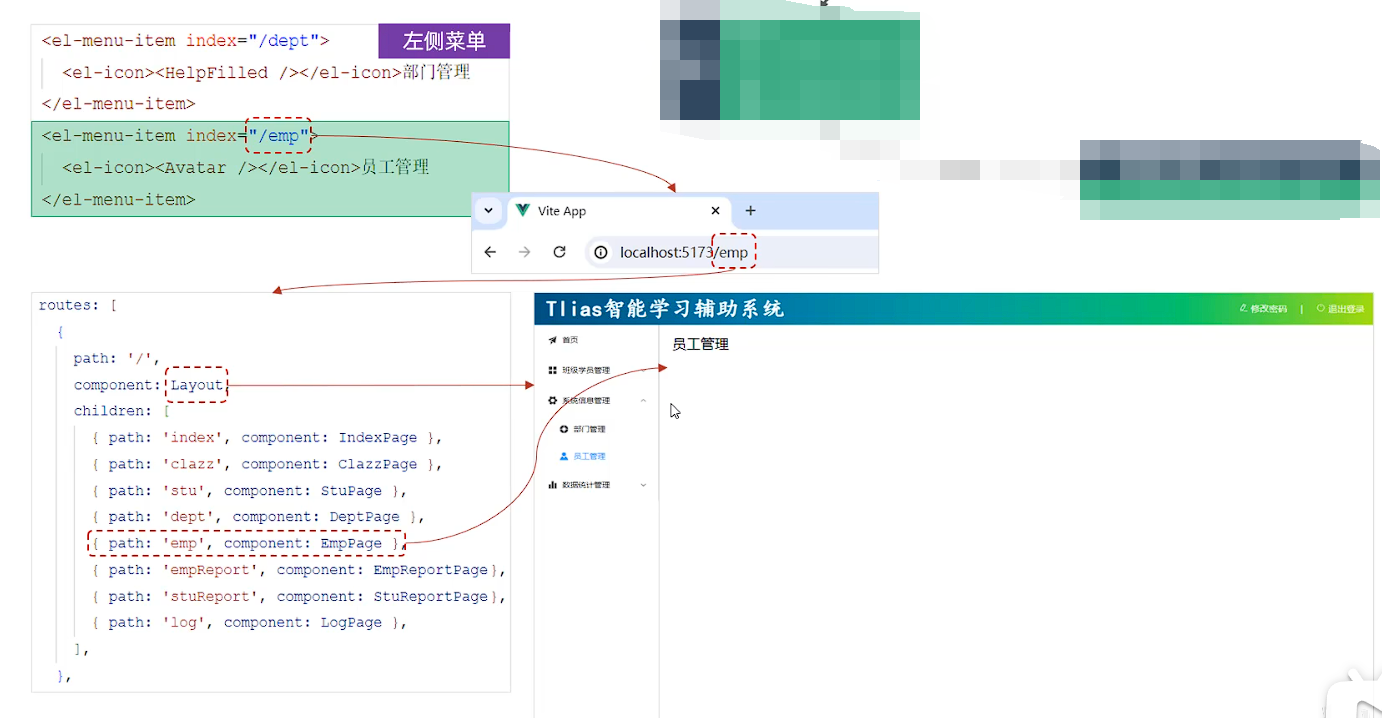 <el-menu-item index="/dept">
左侧菜单
<el-icon><HelpFilled /></el-icon>部门管理
</el-menu-item>
<el-menu-item index="/emp">
<el-icon><Avatar /></el-icon>员工管理
</el-menu-item>
Vite App
localhost:5173/emp
routes: [
{
path: '/',
component: Layout,
children: [
{ path: 'index', component: IndexPage },
{ path: 'clazz', component: ClazzPage },
{ path: 'stu', component: StuPage },
{ path: 'dept', component: DeptPage },
{ path: 'emp', component: EmpPage },
{ path: 'empReport', component: EmpReportPage},
{ path: 'stuReport', component: StuReportPage},
{ path: 'log', component: LogPage },
],
},
Tlias智能学习辅助系统
修改密码 | 退出登录
首页
员工管理
班级学员管理
系统信息管理
部门管理
员工管理
数据统计管理